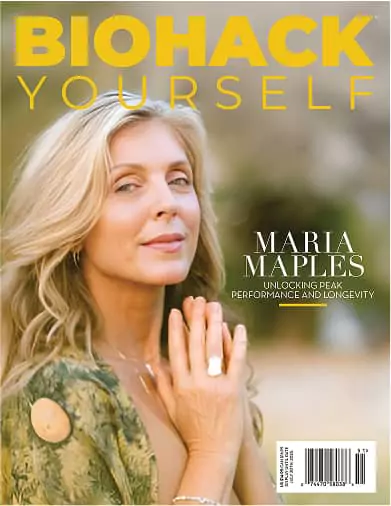 BIOHACK
YOURSELF
MARIA
MAPLES
UNLOCKING PEAK
PERFORMANCE AND LONGEVITY